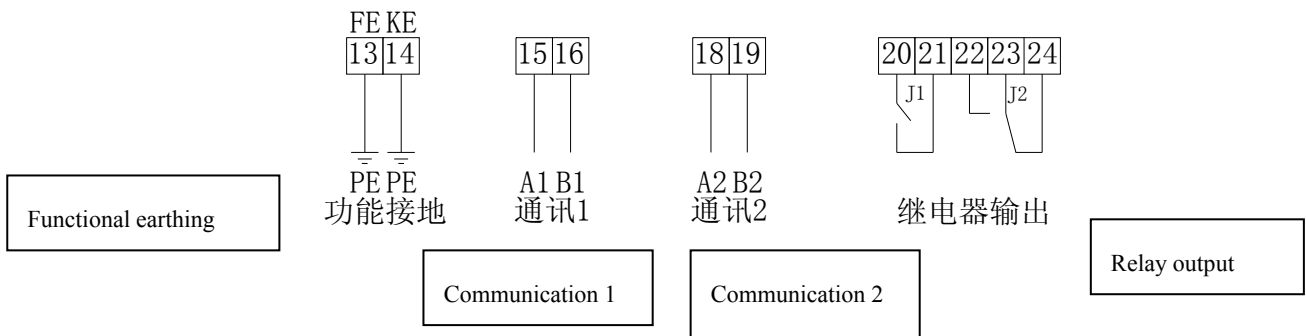 FE KE
13 14 15 16 18 19 20 21 22 23 24
J1 J2
PE PE A1 B1 A2 B2
功能接地 通讯1 通讯2 继电器输出
Functional earthing
Relay output
Communication 1 Communication 2